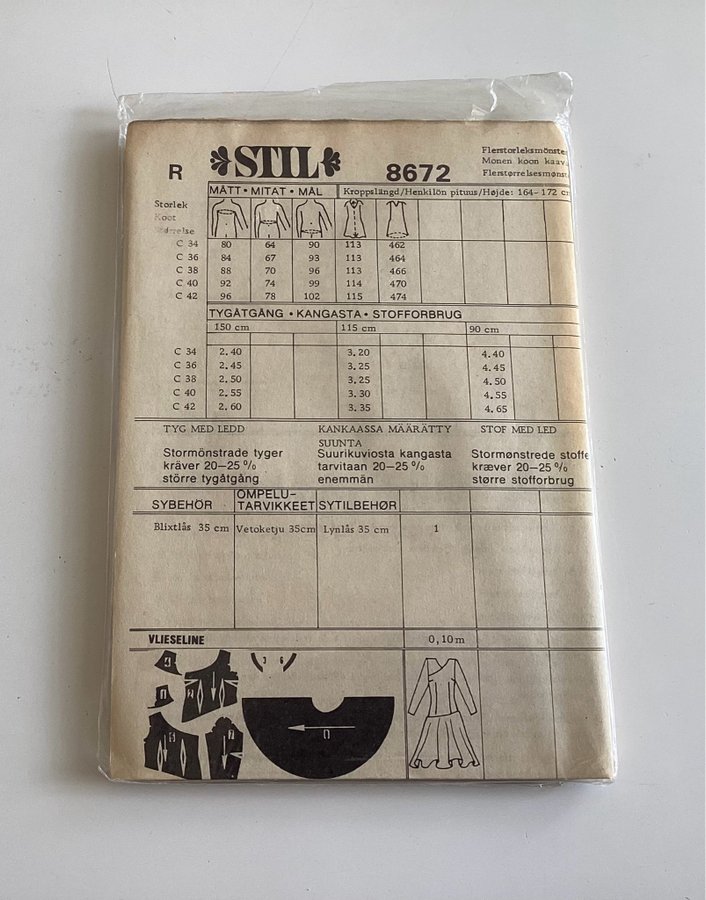 R STIL 8672
Flerstorleksmönster
Monen koon kaava
Flerstørrelsesmønst
MÅTT • MITAT • MÅL Kroppslängd/Henkilön pituus/Højde: 164-172 c
Storlek
Koot
Størrelse
C 34 80 64 90 113 462
C 36 84 67 93 113 464
C 38 88 70 96 113 466
C 40 92 74 99 114 470
C 42 96 78 102 115 474
TYGÅTGÅNG • KANGASTA • STOFFORBRUG
150 cm 115 cm 90 cm
C 34 2.40 3.20 4.40
C 36 2.45 3.25 4.45
C 38 2.50 3.25 4.50
C 40 2.55 3.30 4.55
C 42 2.60 3.35 4.65
TYG MED LEDD
Stormönstrade tyger
kräver 20–25 %
större tygåtgång
KANKAASSA MÄÄRÄTTY
SUUNTA
Suurikuviosta kangasta
tarvitaan 20–25 %
enemmän
STOF MED LED
Stormønstrede stoffe
kræver 20–25 %
større stofforbrug
SYBEHÖR
OMPELU-
TARVIKKEET
SYTILBEHØR
Blixtlås 35 cm Vetoketju 35cm Lynlås 35 cm 1
VLIESELINE 0,10m
3 6
7